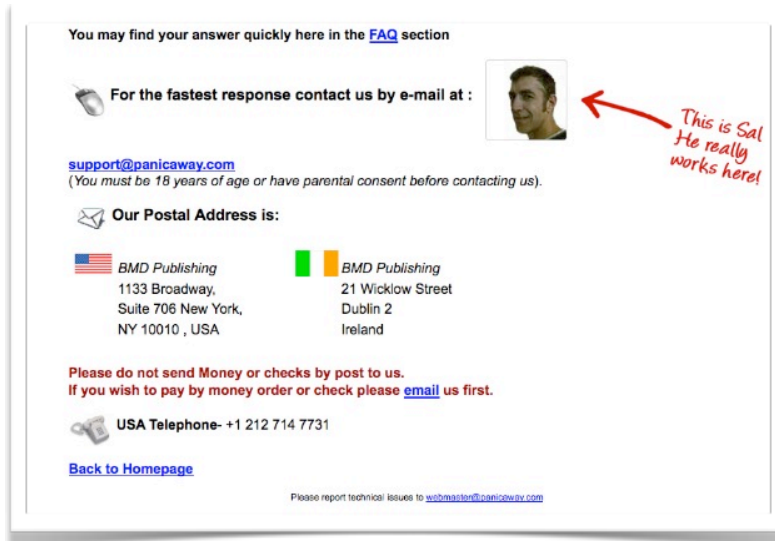 You may find your answer quickly here in the FAQ section
For the fastest response contact us by e-mail at :
This is Sal
He really
works here!
support@panicaway.com
(You must be 18 years of age or have parental consent before contacting us).
Our Postal Address is:
BMD Publishing
1133 Broadway,
Suite 706 New York,
NY 10010 , USA
BMD Publishing
21 Wicklow Street
Dublin 2
Ireland
Please do not send Money or checks by post to us.
If you wish to pay by money order or check please email us first.
USA Telephone- +1 212 714 7731
Back to Homepage
Please report technical issues to webmaster@panicaway.com